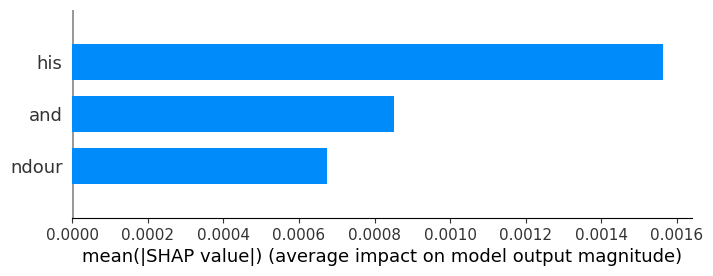 his
and
ndour
0.0000 0.0002 0.0004 0.0006 0.0008 0.0010 0.0012 0.0014 0.0016
mean(|SHAP value|) (average impact on model output magnitude)